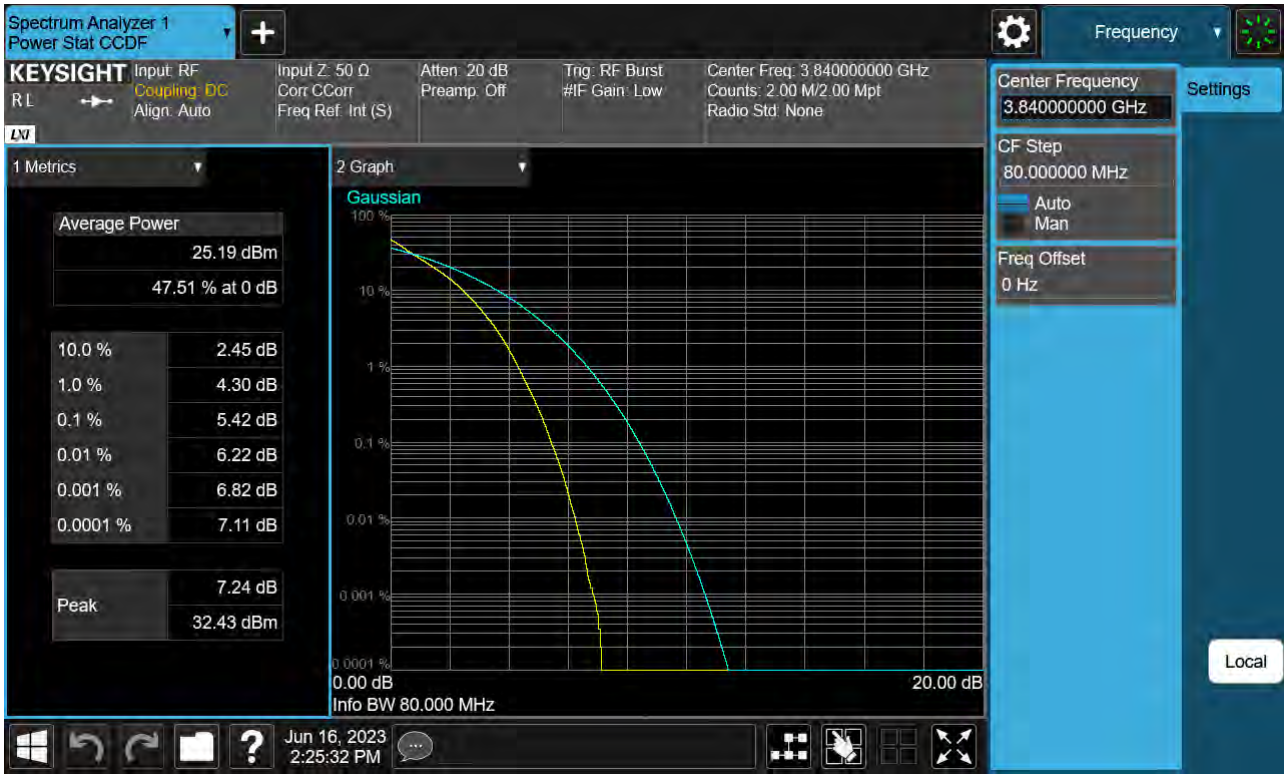 Spectrum Analyzer 1
Power Stat CCDF
Frequency
KEYSIGHT
R L
LXI
Input: RF
Coupling: DC
Align: Auto
Input Z: 50 Ω
Corr CCorr
Freq Ref: Int (S)
Atten: 20 dB
Preamp: Off
Trig: RF Burst
#IF Gain: Low
Center Freq: 3.840000000 GHz
Counts: 2.00 M/2.00 Mpt
Radio Std: None
Center Frequency
3.840000000 GHz
Settings
CF Step
80.000000 MHz
Auto
Man
Freq Offset
0 Hz
1 Metrics
Average Power
25.19 dBm
47.51 % at 0 dB
10.0 % 2.45 dB
1.0 % 4.30 dB
0.1 % 5.42 dB
0.01 % 6.22 dB
0.001 % 6.82 dB
0.0001 % 7.11 dB
Peak
7.24 dB
32.43 dBm
2 Graph
Gaussian
100 %
10 %
1 %
0.1 %
0.01 %
0.001 %
0.0001 %
0.00 dB
20.00 dB
Info BW 80.000 MHz
Local
?
Jun 16, 2023
2:25:32 PM